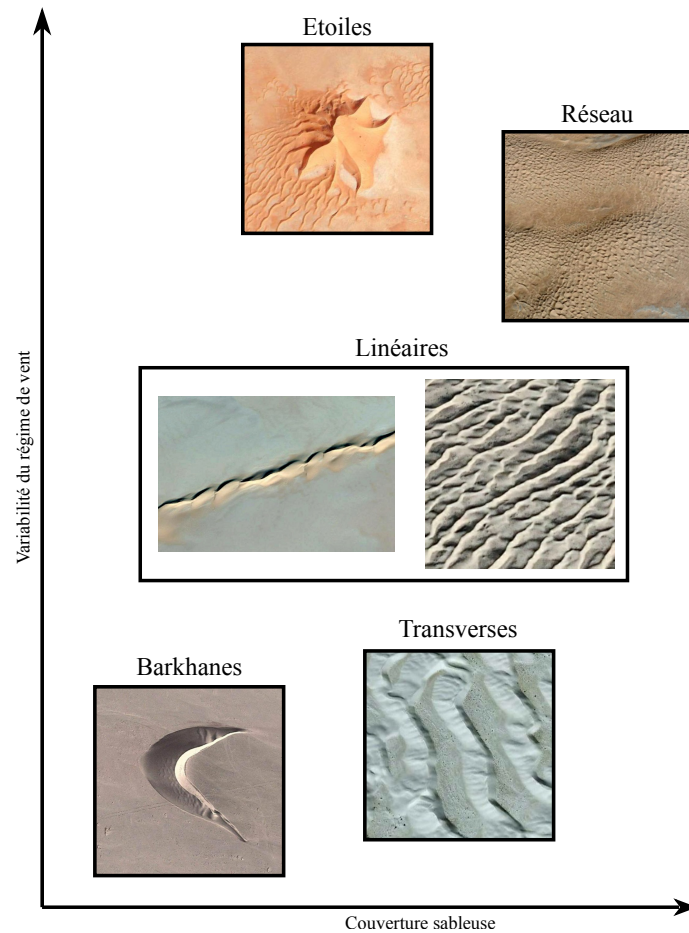 Etoiles
Réseau
Linéaires
Transverses
Barkhanes
Variabilité du régime de vent
Couverture sableuse